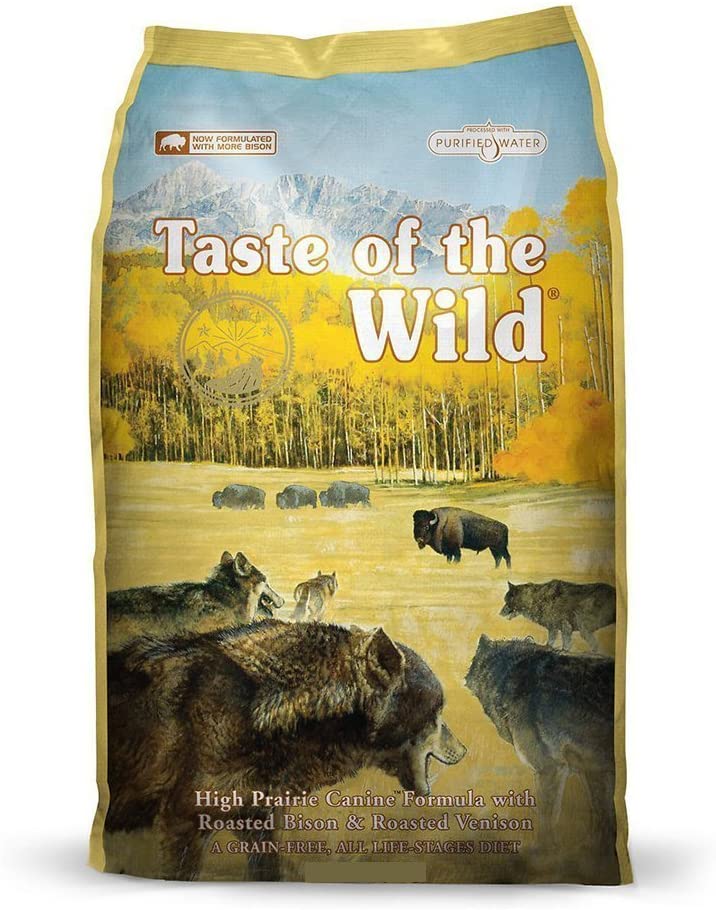 NOW FORMULATED
WITH MORE BISON
PROCESSED WITH
PURIFIED WATER
Taste of the
Wild®
High Prairie Canine™ Formula with
Roasted Bison & Roasted Venison
A GRAIN-FREE, ALL LIFE-STAGES DIET